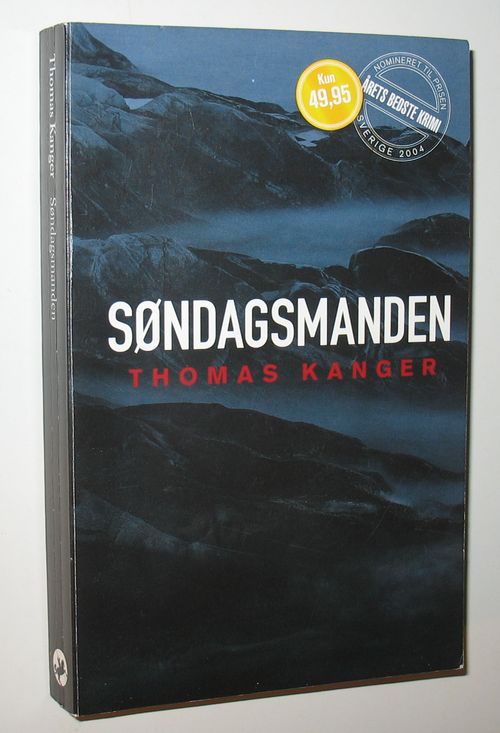 Thomas Kanger Søndagsmanden
Kun
49,95
NOMINERET TIL PRISEN
ÅRETS BEDSTE KRIMI
SVERIGE 2004
SØNDAGSMANDEN
THOMAS KANGER